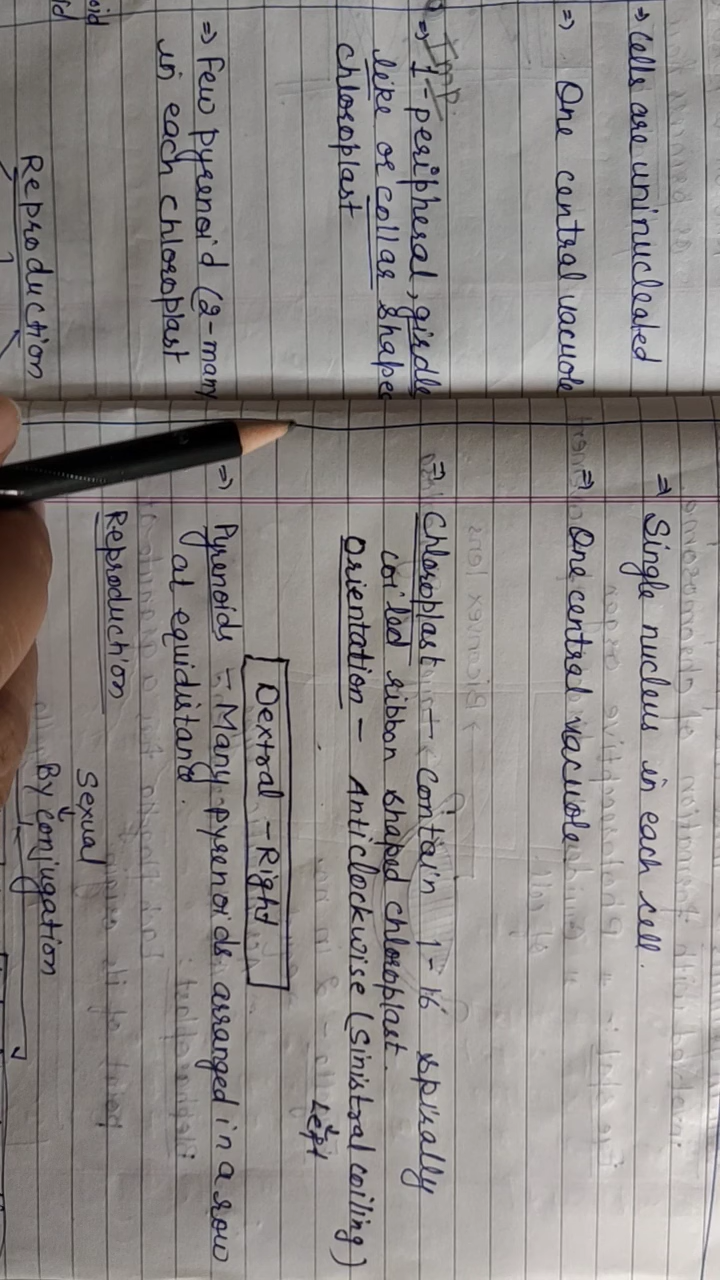 ⇒ Cells are uninucleated
⇒ One central vacuole
Imp.
⇒ 1 - peripheral, girdle
like or collar shaped
chloroplast
⇒ Few pyrenoid (2-many
in each chloroplast
Reproduction
oid
⇒ Single nucleus in each cell.
⇒ One central vacuole
⇒ Chloroplast - contain 1-16 spirally
coiled ribbon shaped chloroplast.
Orientation - Anticlockwise (Sinistral coiling)
Left
Dextral - Right
⇒ Pyrenoids - Many pyrenoids arranged in a row
at equidistand.
Reproduction
Sexual
By conjugation